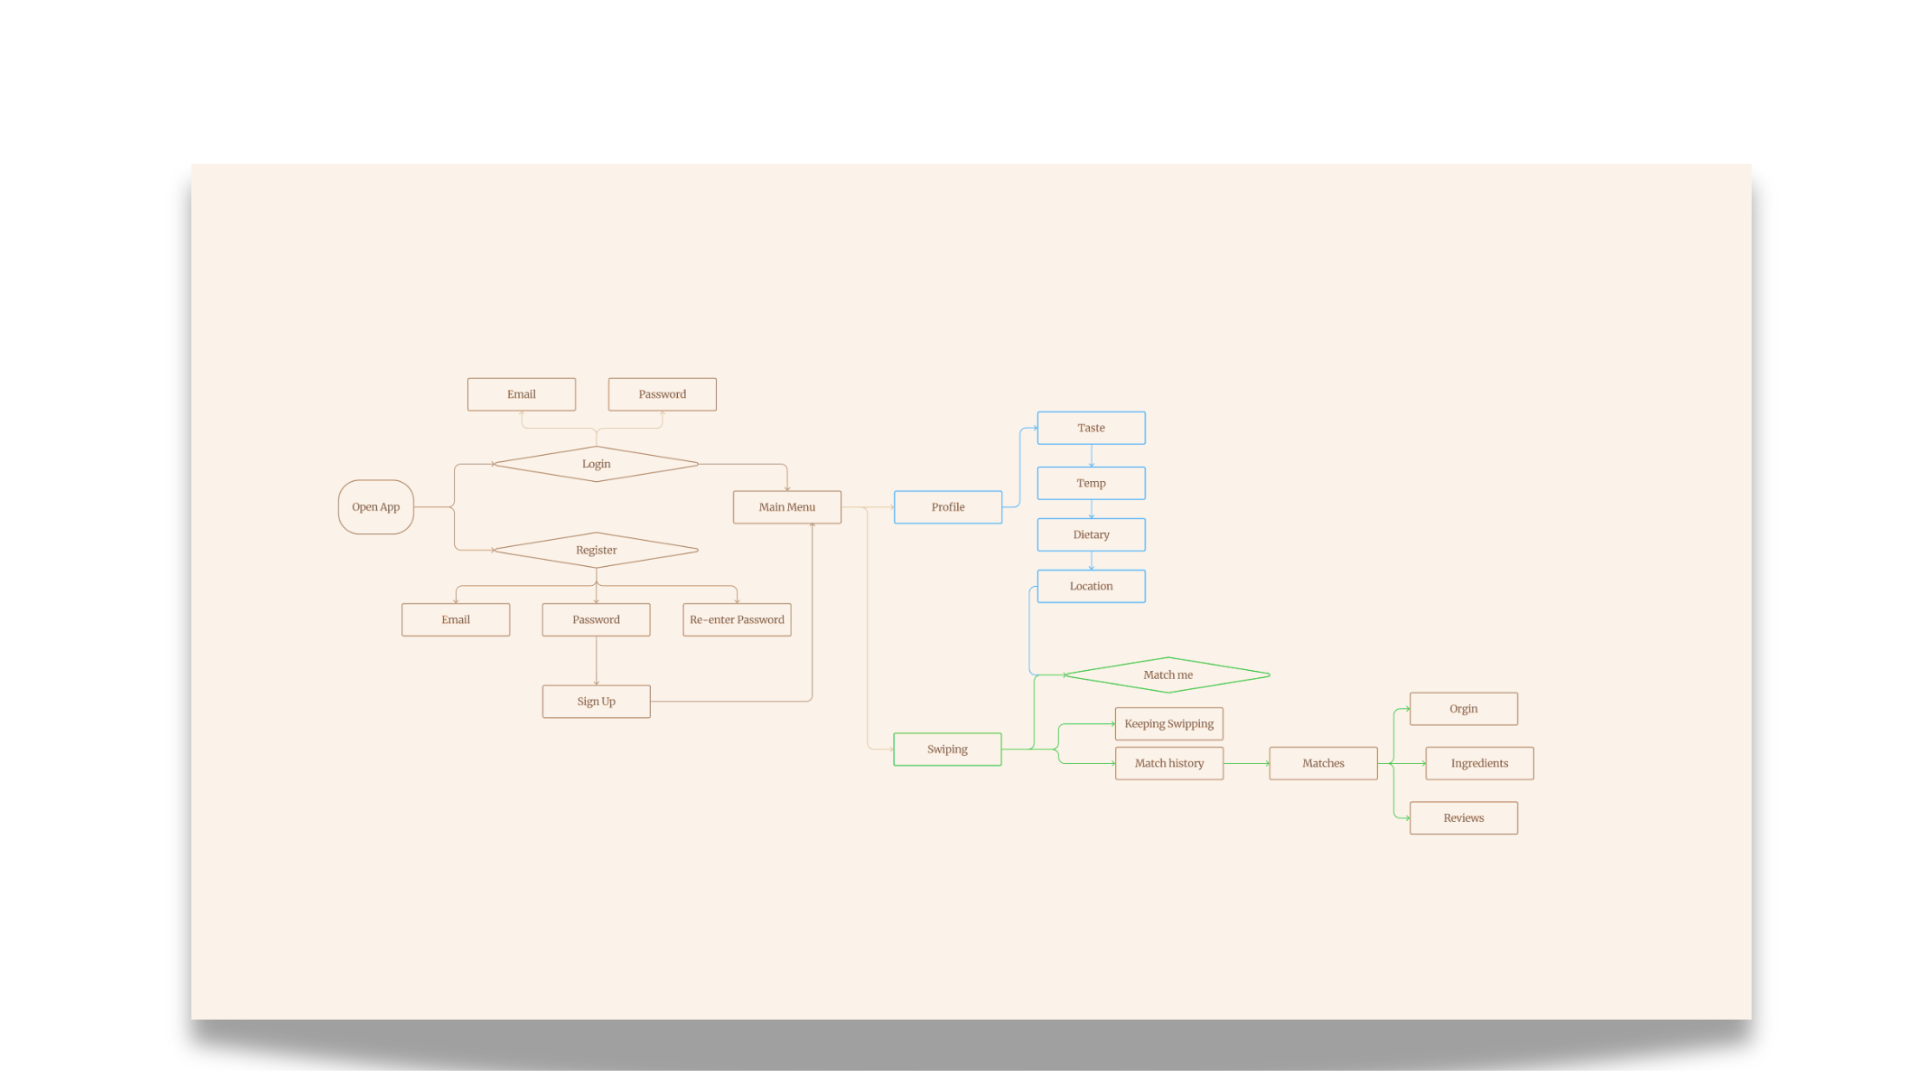 Email
Password
Taste
Login
Temp
Open App
Main Menu
Profile
Dietary
Register
Location
Email
Password
Re-enter Password
Match me
Sign Up
Orgin
Keeping Swipping
Swiping
Match history
Matches
Ingredients
Reviews